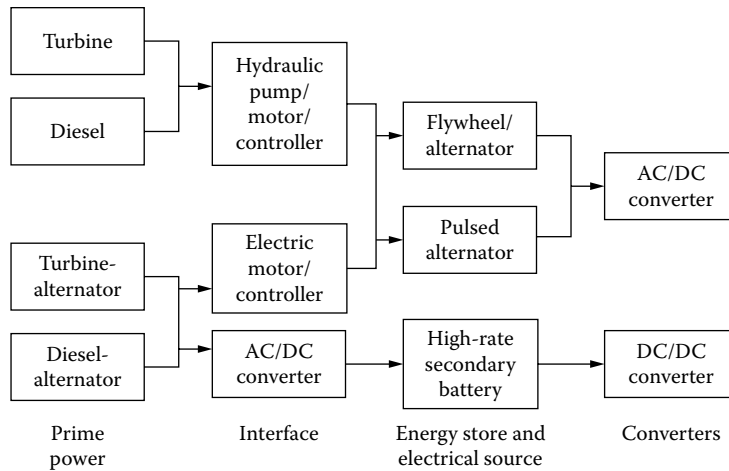 Turbine
Diesel
Hydraulic
pump/
motor/
controller
Flywheel/
alternator
AC/DC
converter
Pulsed
alternator
Turbine-
alternator
Electric
motor/
controller
Diesel-
alternator
AC/DC
converter
High-rate
secondary
battery
DC/DC
converter
Prime
power
Interface
Energy store and
electrical source
Converters